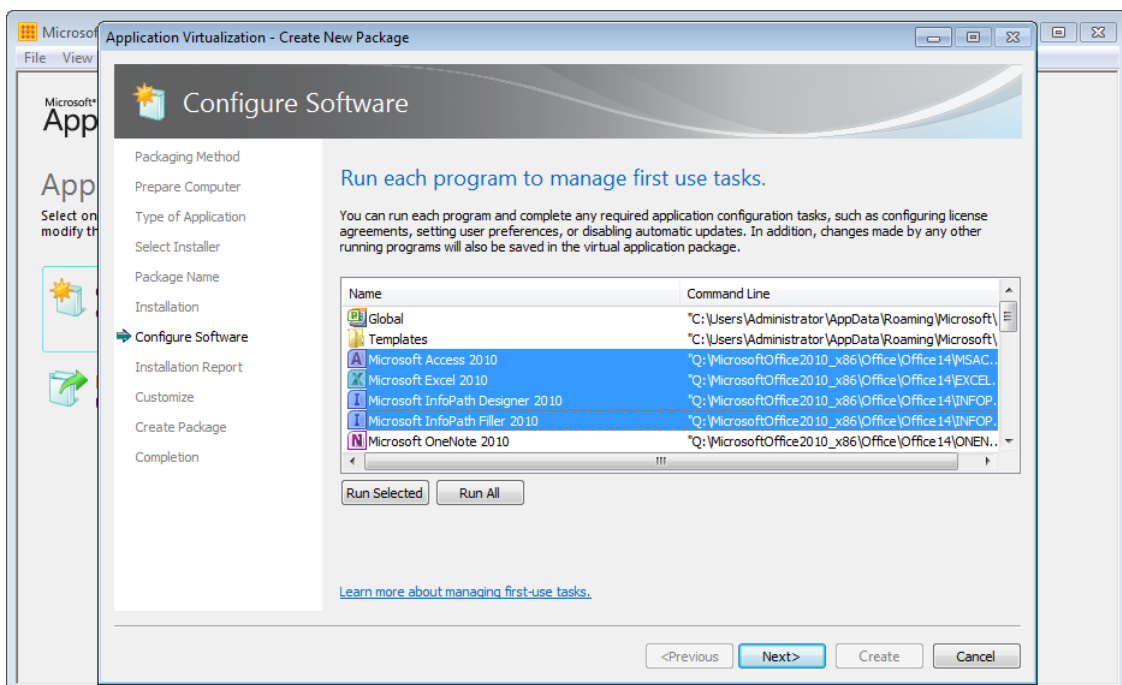 Microsof
File View
Microsoft*
App
App
Select on
modify th
Application Virtualization - Create New Package
Configure Software
Packaging Method
Prepare Computer
Type of Application
Select Installer
Package Name
Installation
Configure Software
Installation Report
Customize
Create Package
Completion
Run each program to manage first use tasks.
You can run each program and complete any required application configuration tasks, such as configuring license
agreements, setting user preferences, or disabling automatic updates. In addition, changes made by any other
running programs will also be saved in the virtual application package.
Name Command Line
Global "C:\Users\Administrator\AppData\Roaming\Microsoft\
Templates "C:\Users\Administrator\AppData\Roaming\Microsoft\
Microsoft Access 2010 "Q:\MicrosoftOffice2010_x86\Office\Office14\MSAC...
Microsoft Excel 2010 "Q:\MicrosoftOffice2010_x86\Office\Office14\EXCEL.
Microsoft InfoPath Designer 2010 "Q:\MicrosoftOffice2010_x86\Office\Office14\INFOP.
Microsoft InfoPath Filler 2010 "Q:\MicrosoftOffice2010_x86\Office\Office14\INFOP.
Microsoft OneNote 2010 "Q:\MicrosoftOffice2010_x86\Office\Office14\ONEN..
Run Selected Run All
Learn more about managing first-use tasks.
<Previous Next> Create Cancel